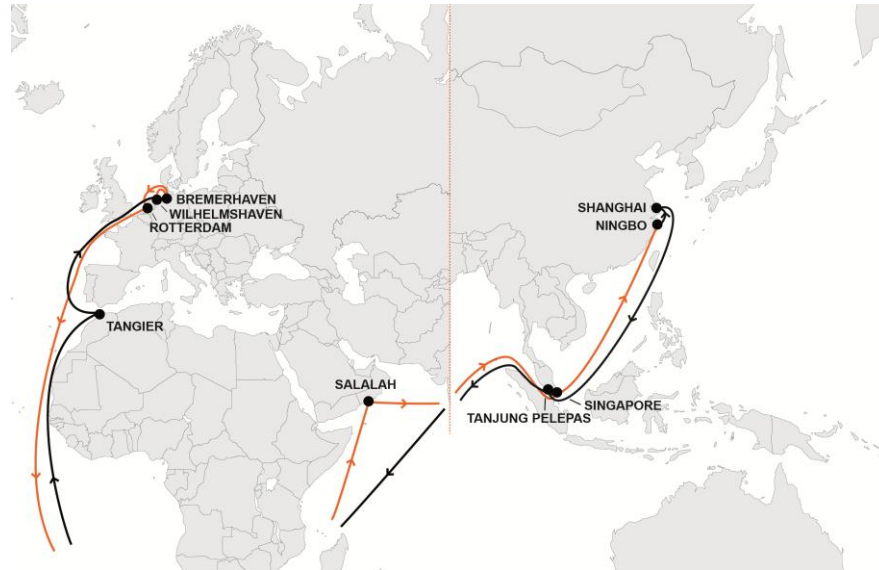 BREMERHAVEN
WILHELMSHAVEN
ROTTERDAM
TANGIER
SALALAH
SHANGHAI
NINGBO
SINGAPORE
TANJUNG PELEPAS